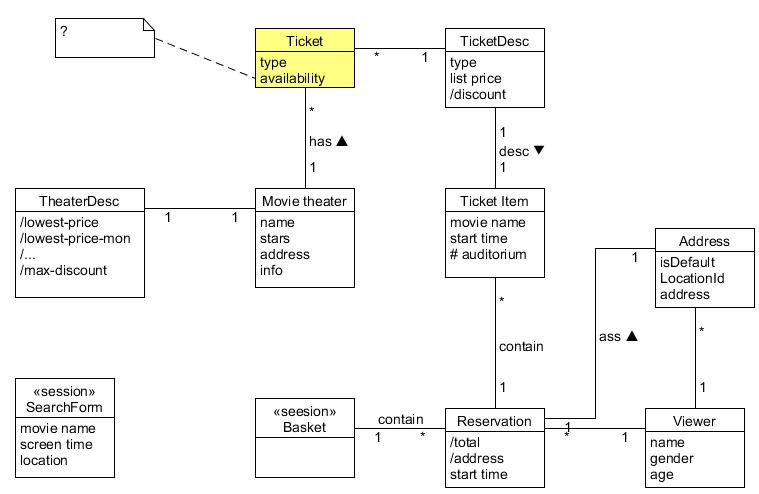 ?
Ticket
type
availability
* 1
TicketDesc
type
list price
/discount
*
has ▲
1
1
desc ▼
1
TheaterDesc
/lowest-price
/lowest-price-mon
/...
/max-discount
1 1
Movie theater
name
stars
address
info
Ticket Item
movie name
start time
# auditorium
Address
isDefault
LocationId
address
1
ass ▲
1
*
contain
1
*
1
«session»
SearchForm
movie name
screen time
location
«seesion»
Basket
contain
1 *
Reservation
/total
/address
start time
* 1
Viewer
name
gender
age